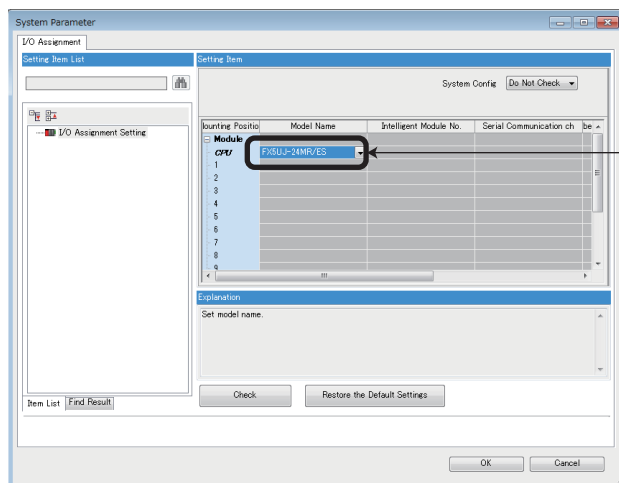 System Parameter
I/O Assignment
Setting Item List
Setting Item
System Config Do Not Check
I/O Assignment Setting
lounting Positio Model Name Intelligent Module No. Serial Communication ch be
Module
CPU FX5UJ-24MR/ES
1
2
3
4
5
6
7
8
9
Explanation
Set model name.
Check Restore the Default Settings
Item List Find Result
OK Cancel